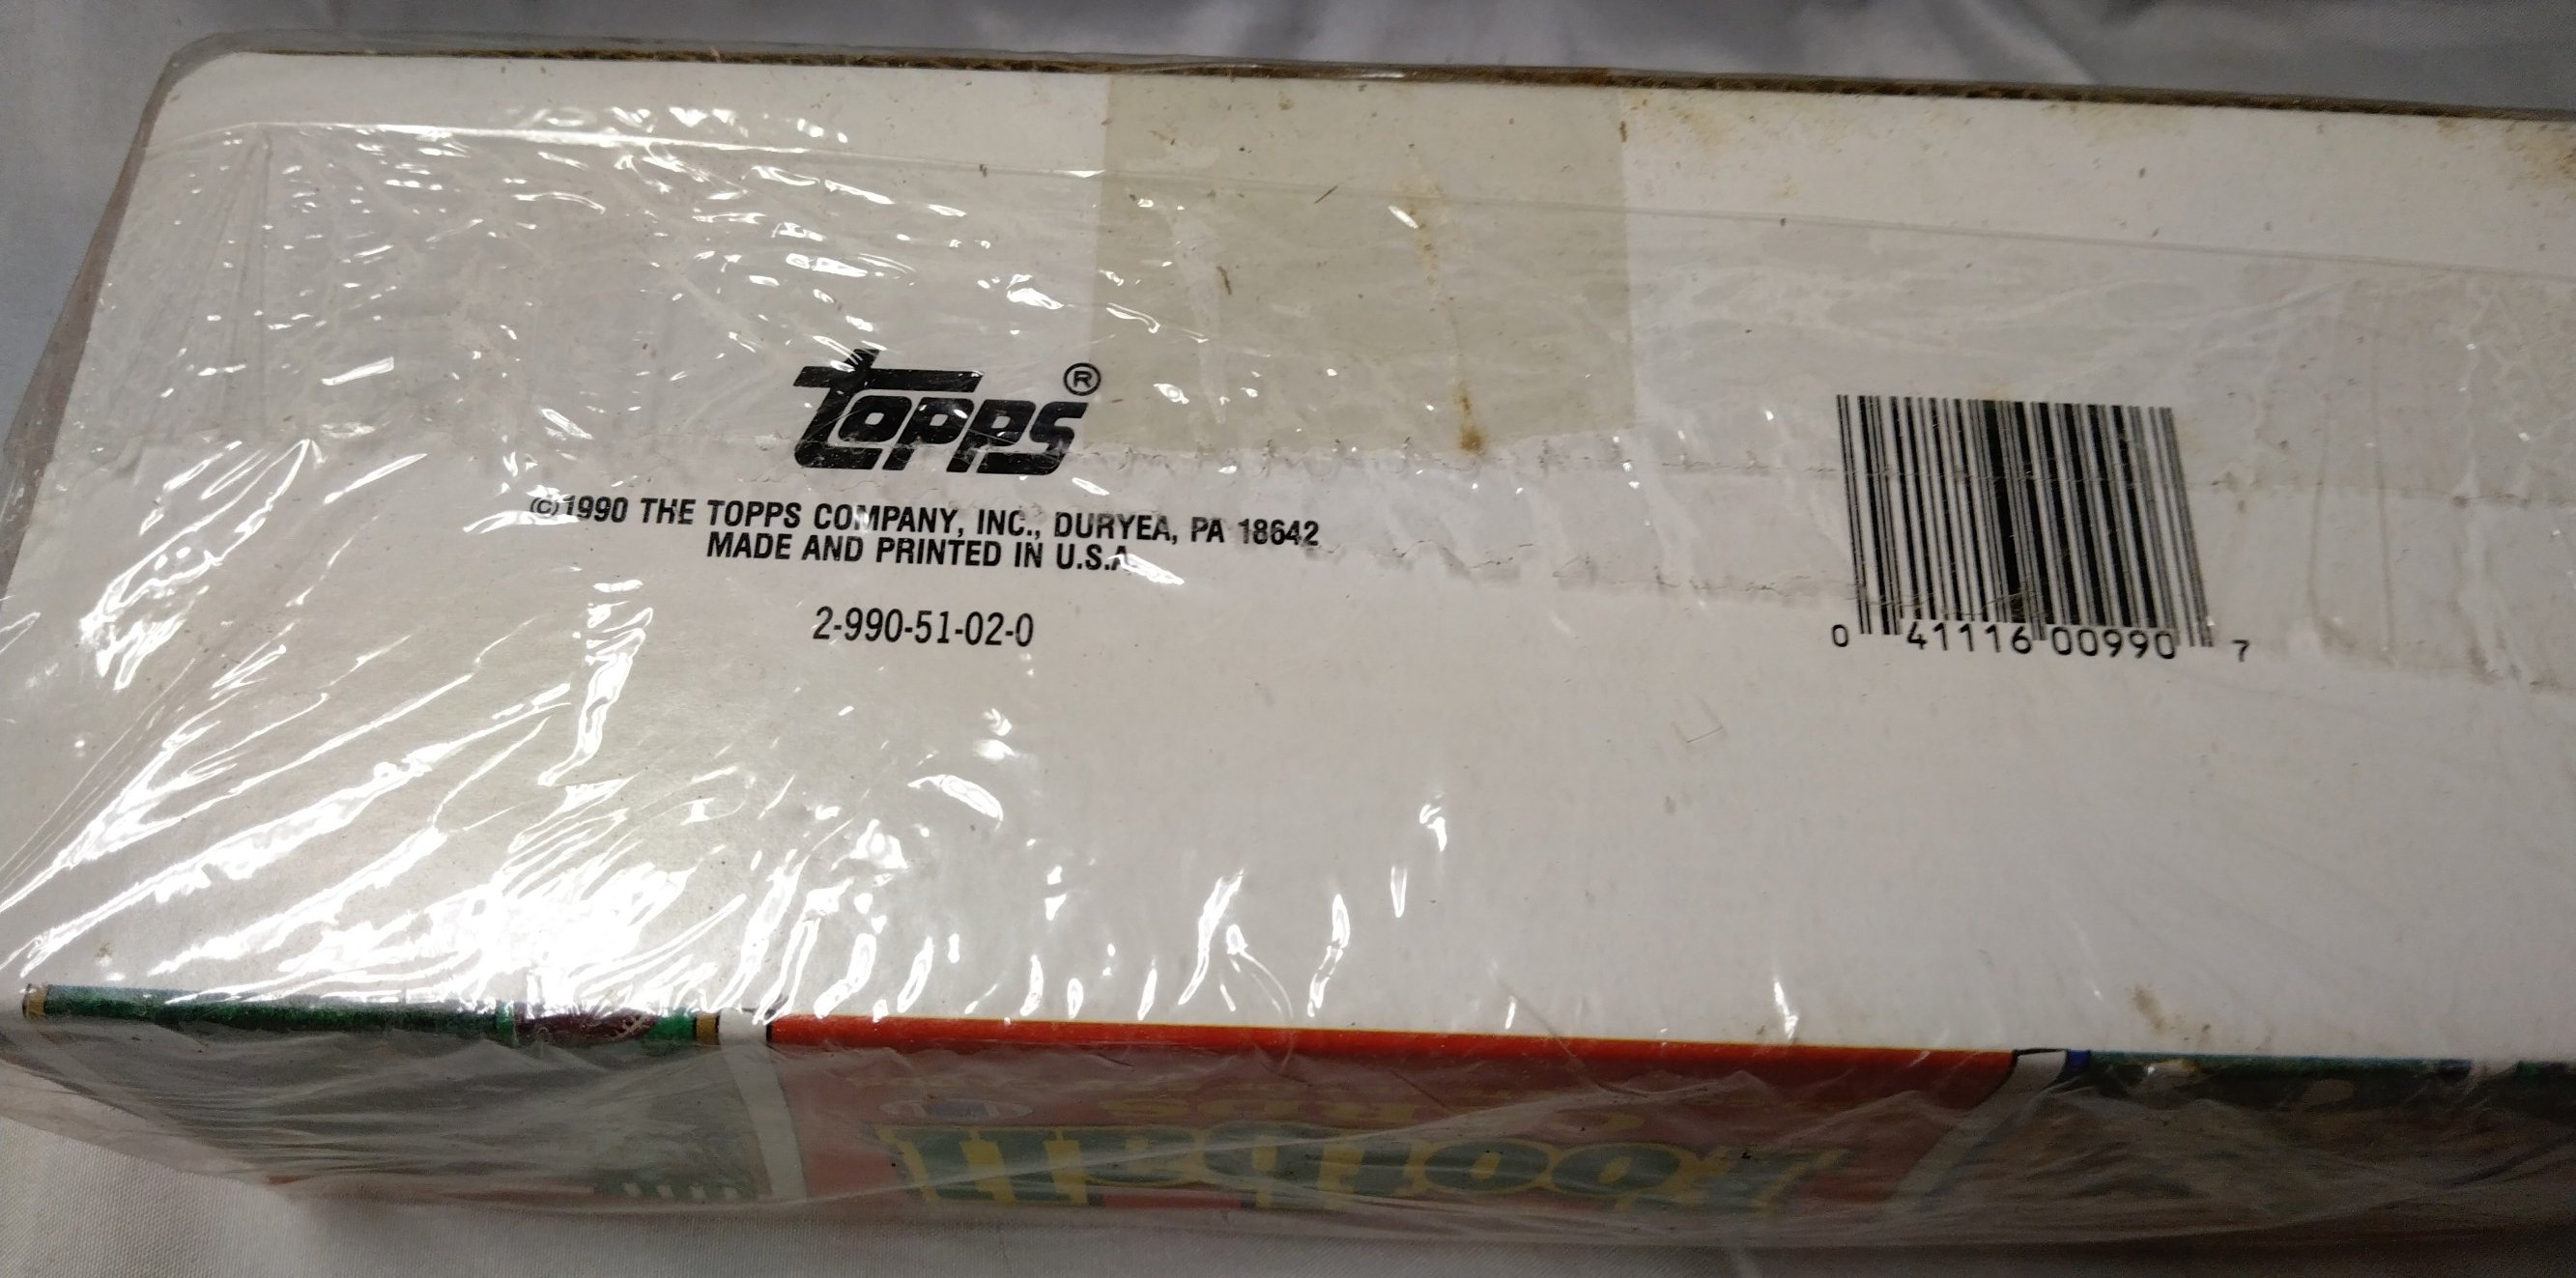 topps®
©1990 THE TOPPS COMPANY, INC., DURYEA, PA 18642
MADE AND PRINTED IN U.S.A.
2-990-51-02-0
0 41116 00990 7
Football